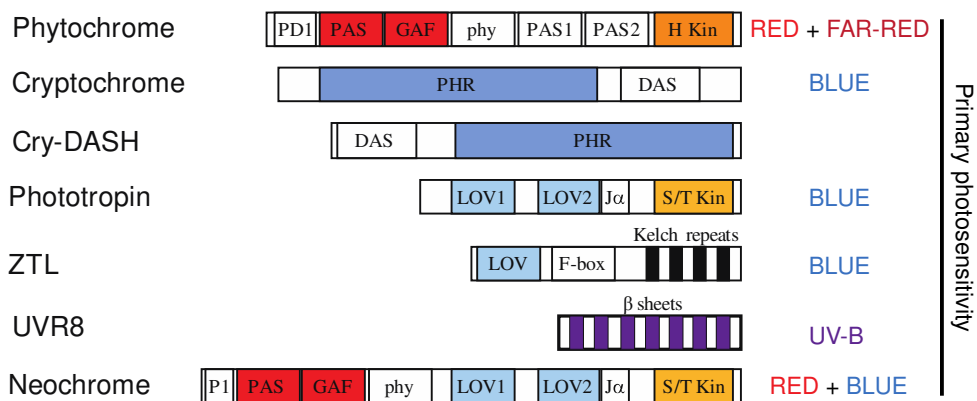 Phytochrome PD1 PAS GAF phy PAS1 PAS2 H Kin RED + FAR-RED
Cryptochrome PHR DAS BLUE
Cry-DASH DAS PHR
Phototropin LOV1 LOV2 Jα S/T Kin BLUE
Kelch repeats
ZTL LOV F-box BLUE
β sheets
UVR8 UV-B
Neochrome P1 PAS GAF phy LOV1 LOV2 Jα S/T Kin RED + BLUE
Primary photosensitivity